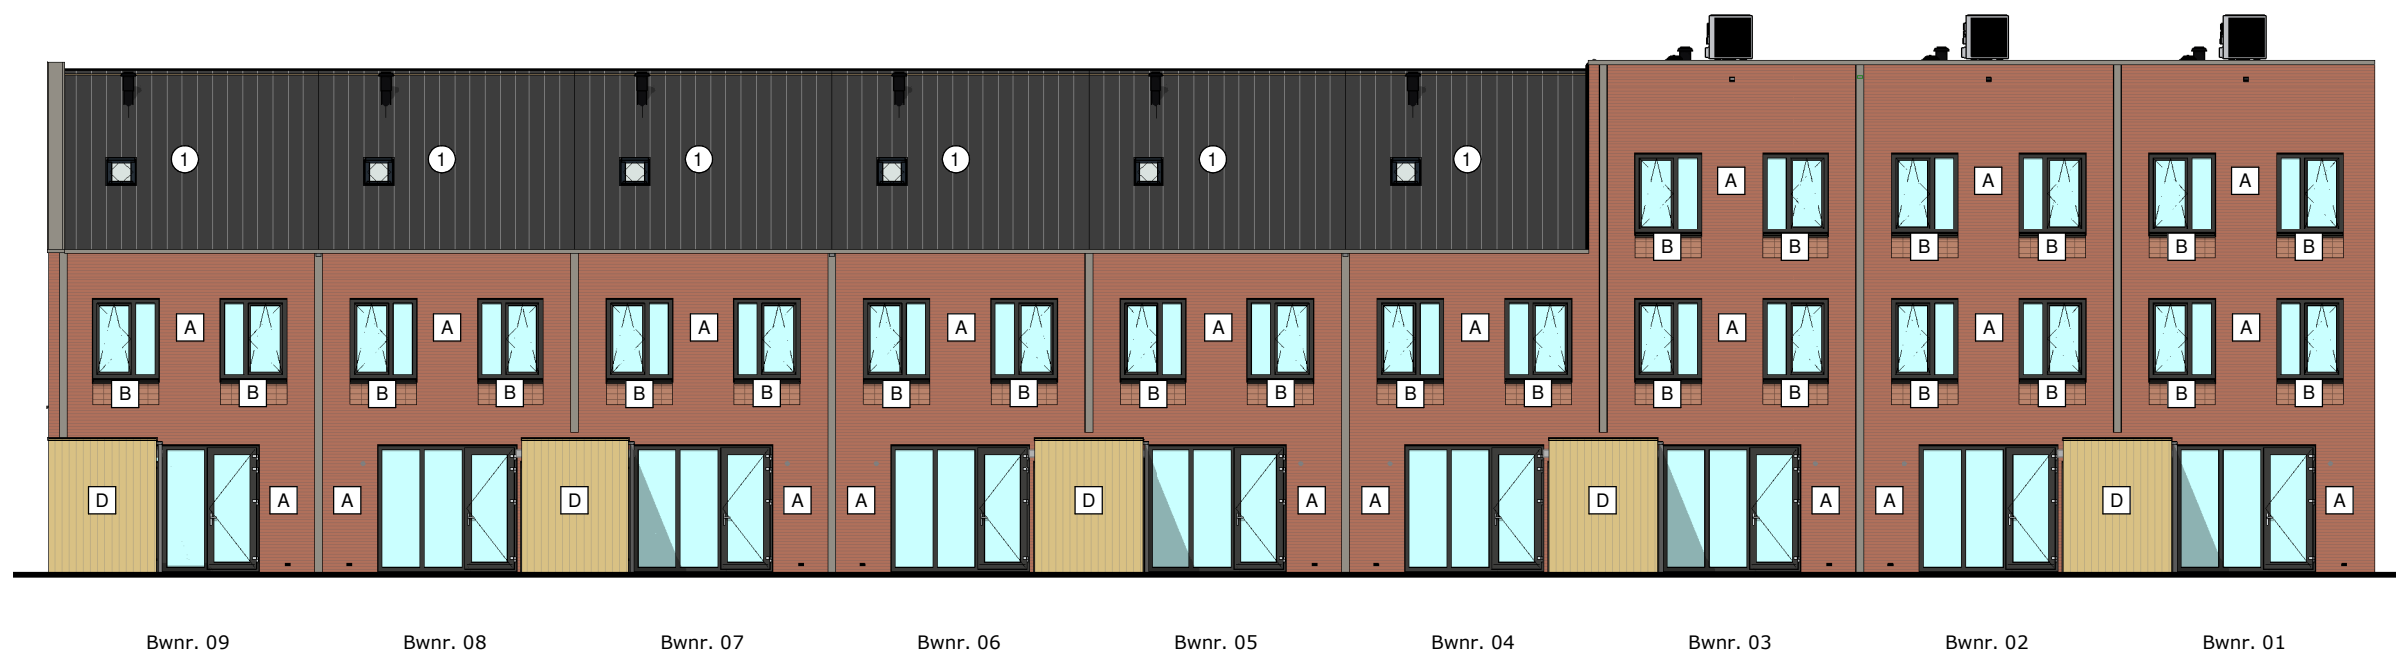 1 1 1 1 1 1
A A A
B B B B B B
A A A A A A A A A
B B B B B B B B B B B B B B B B B B
D A A D A A D A A D A A D A
Bwnr. 09 Bwnr. 08 Bwnr. 07 Bwnr. 06 Bwnr. 05 Bwnr. 04 Bwnr. 03 Bwnr. 02 Bwnr. 01